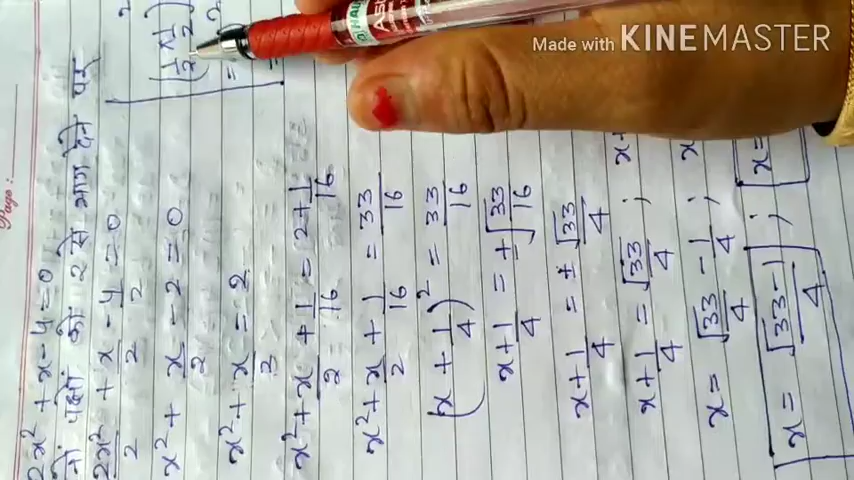 Page:
2x² + x - 4 = 0
को 2 से भाग देने पर
2x²/2 + x/2 - 4/2 = 0
x² + x/2 - 2 = 0
x² + x/2 = 2
x² + x/2 + 1/16 = 2 + 1/16
x² + x/2 + 1/16 = 33/16
(x + 1/4)² = 33/16
x + 1/4 = ±√33/16
x + 1/4 = ±√33/4
x + 1/4 = √33/4 ;
x = √33/4 - 1/4 ;
x = √33 - 1/4 ;
Made with KINEMASTER